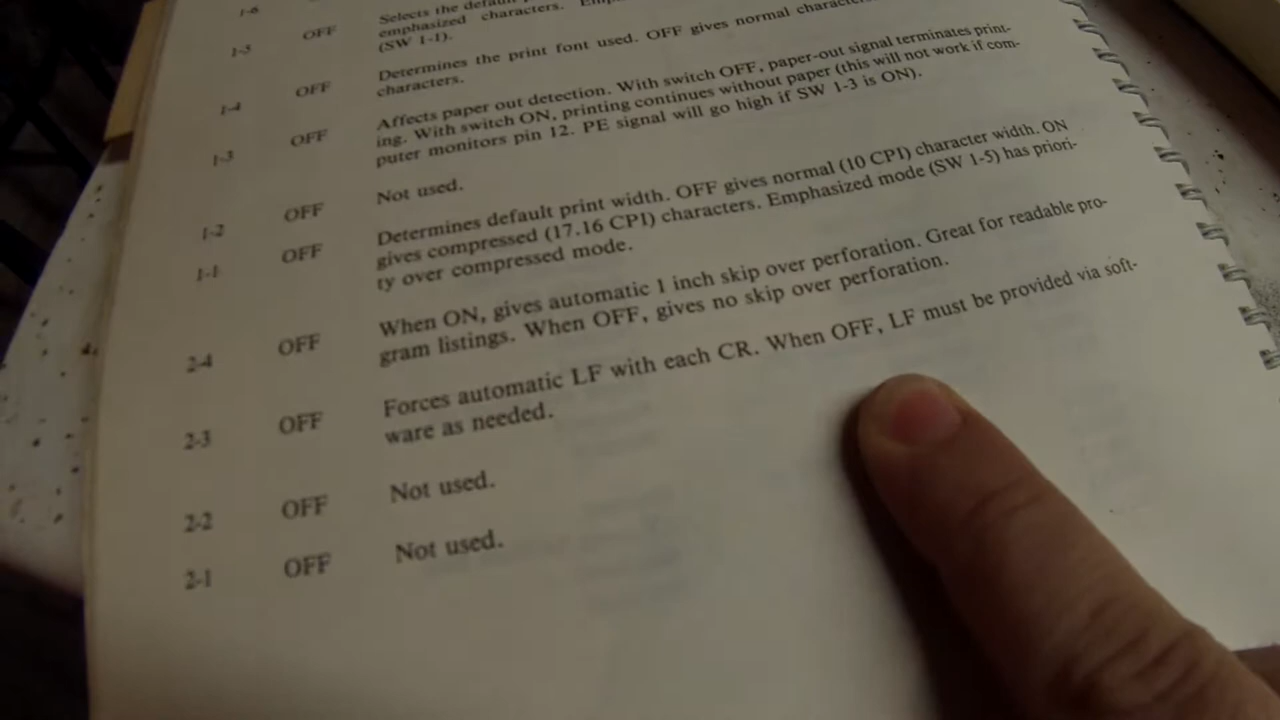 1-6
Selects the default
1-5 OFF emphasized characters.
(SW 1-1).
1-4 OFF Determines the print font used. OFF gives normal
characters.
1-3 OFF Affects paper out detection. With switch OFF, paper-out signal terminates print-
ing. With switch ON, printing continues without paper (this will not work if com-
puter monitors pin 12. PE signal will go high if SW 1-3 is ON).
1-2 OFF Not used.
1-1 OFF Determines default print width. OFF gives normal (10 CPI) character width. ON
gives compressed (17.16 CPI) characters. Emphasized mode (SW 1-5) has priori-
ty over compressed mode.
2-4 OFF When ON, gives automatic 1 inch skip over perforation. Great for readable pro-
gram listings. When OFF, gives no skip over perforation.
2-3 OFF Forces automatic LF with each CR. When OFF, LF must be provided via soft-
ware as needed.
2-2 OFF Not used.
2-1 OFF Not used.